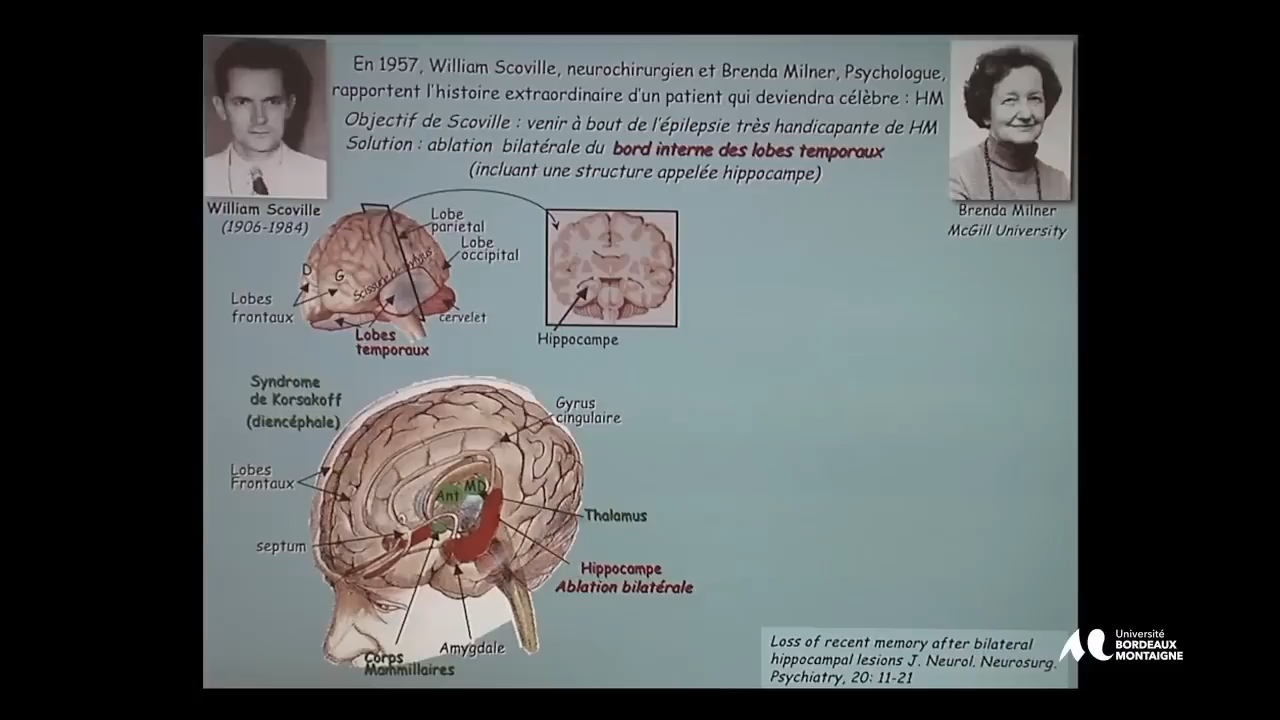 En 1957, William Scoville, neurochirurgien et Brenda Milner, Psychologue,
rapportent l'histoire extraordinaire d'un patient qui deviendra célèbre : HM
Objectif de Scoville : venir à bout de l'épilepsie très handicapante de HM
Solution : ablation bilatérale du bord interne des lobes temporaux
(incluant une structure appelée hippocampe)
William Scoville
(1906-1984)
Brenda Milner
McGill University
Lobe
parietal
Lobe
occipital
D
G
Scissure de
Lobes
frontaux
cervelet
Lobes
temporaux
Hippocampe
Syndrome
de Korsakoff
(diencéphale)
Gyrus
cingulaire
Lobes
Frontaux
Ant
MD
Thalamus
septum
Hippocampe
Ablation bilatérale
Amygdale
Corps
Mammillaires
Loss of recent memory after bilateral
hippocampal lesions J. Neurol. Neurosurg.
Psychiatry, 20: 11-21
Université
BORDEAUX
MONTAIGNE